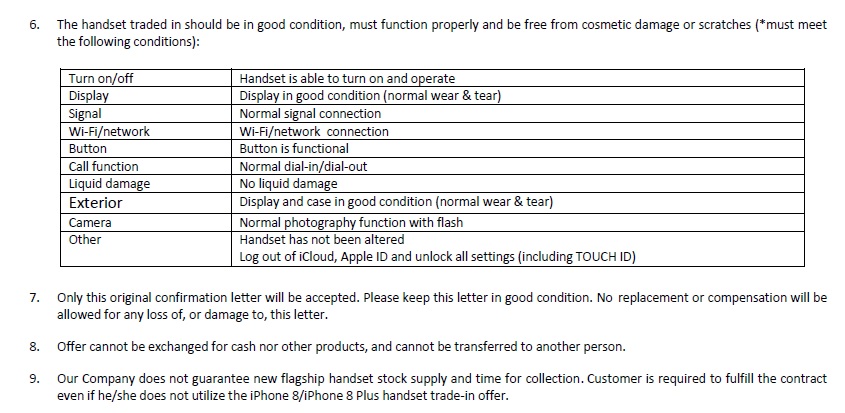 6. The handset traded in should be in good condition, must function properly and be free from cosmetic damage or scratches (*must meet
the following conditions):
Turn on/off Handset is able to turn on and operate
Display Display in good condition (normal wear & tear)
Signal Normal signal connection
Wi-Fi/network Wi-Fi/network connection
Button Button is functional
Call function Normal dial-in/dial-out
Liquid damage No liquid damage
Exterior Display and case in good condition (normal wear & tear)
Camera Normal photography function with flash
Other Handset has not been altered
Log out of iCloud, Apple ID and unlock all settings (including TOUCH ID)
7. Only this original confirmation letter will be accepted. Please keep this letter in good condition. No replacement or compensation will be
allowed for any loss of, or damage to, this letter.
8. Offer cannot be exchanged for cash nor other products, and cannot be transferred to another person.
9. Our Company does not guarantee new flagship handset stock supply and time for collection. Customer is required to fulfill the contract
even if he/she does not utilize the iPhone 8/iPhone 8 Plus handset trade-in offer.